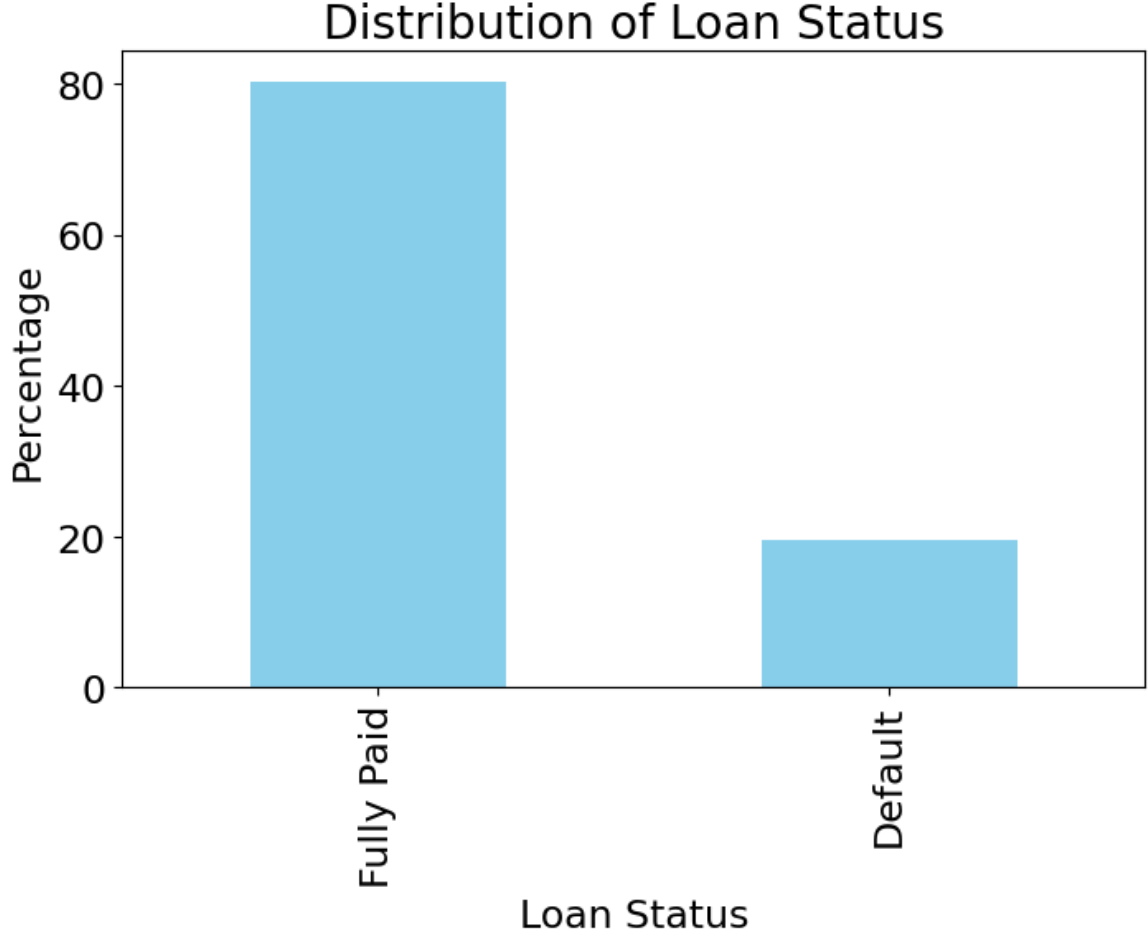 Distribution of Loan Status
Percentage
80
60
40
20
0
Fully Paid
Default
Loan Status